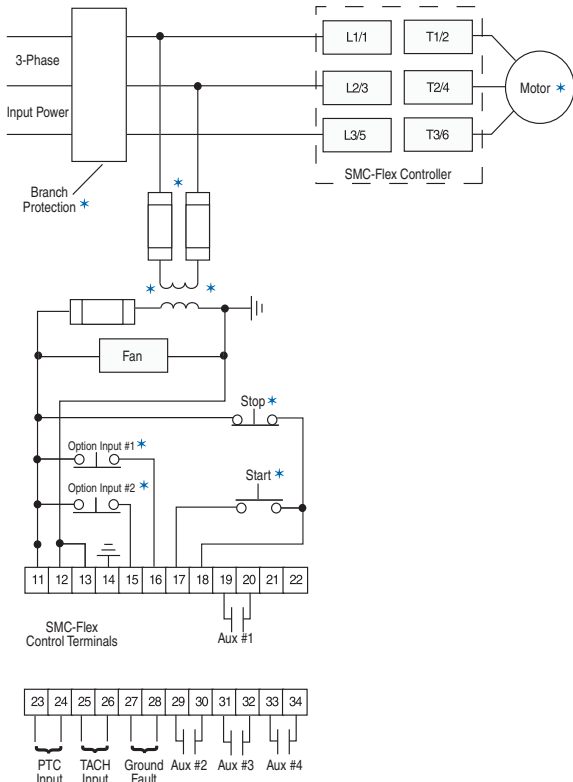 L1/1
T1/2
3-Phase
L2/3
T2/4
Motor *
Input Power
L3/5
T3/6
SMC-Flex Controller
Branch
Protection *
*
*
*
Fan
Stop *
Option Input #1 *
Start *
Option Input #2 *
11 12 13 14 15 16 17 18 19 20 21 22
SMC-Flex
Control Terminals
Aux #1
23 24 25 26 27 28 29 30 31 32 33 34
PTC
Input
TACH
Input
Ground
Fault
Aux #2
Aux #3
Aux #4